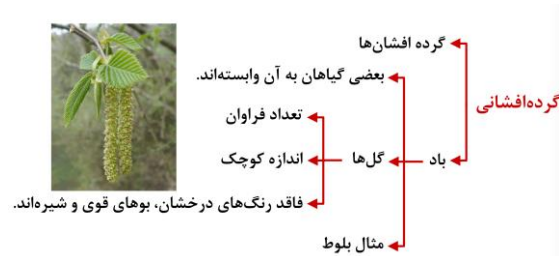 گرده‌افشانی
گرده افشان‌ها
باد
بعضی گیاهان به آن وابسته‌اند.
گل‌ها
تعداد فراوان
اندازه کوچک
فاقد رنگ‌های درخشان، بوهای قوی و شیره‌اند.
مثال بلوط